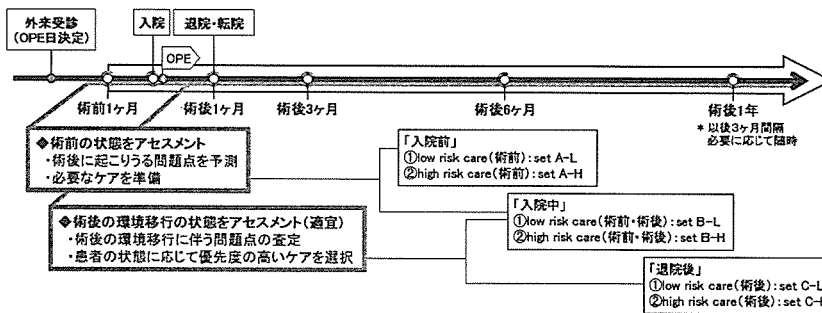 外来受診
(OPE日決定)
入院
退院・転院
OPE
術前1ヶ月
術後1ヶ月
術後3ヶ月
術後6ヶ月
術後1年
* 以後3ヶ月間隔
必要に応じて随時
◆術前の状態をアセスメント
・術後に起こりうる問題点を予測
・必要なケアを準備
「入院前」
①low risk care(術前):set A-L
②high risk care(術前):set A-H
◆術後の環境移行の状態をアセスメント(適宜)
・術後の環境移行に伴う問題点の査定
・患者の状態に応じて優先度の高いケアを選択
「入院中」
①low risk care(術前・術後):set B-L
②high risk care(術前・術後):set B-H
「退院後」
①low risk care(術後):set C-L
②high risk care(術後):set C-